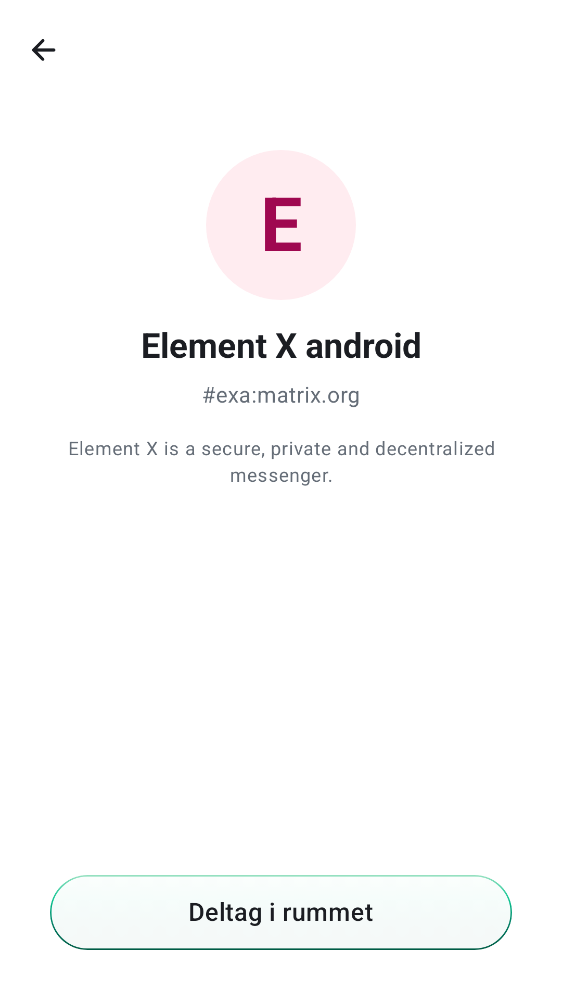 E
Element X android
#exa:matrix.org
Element X is a secure, private and decentralized
messenger.
Deltag i rummet